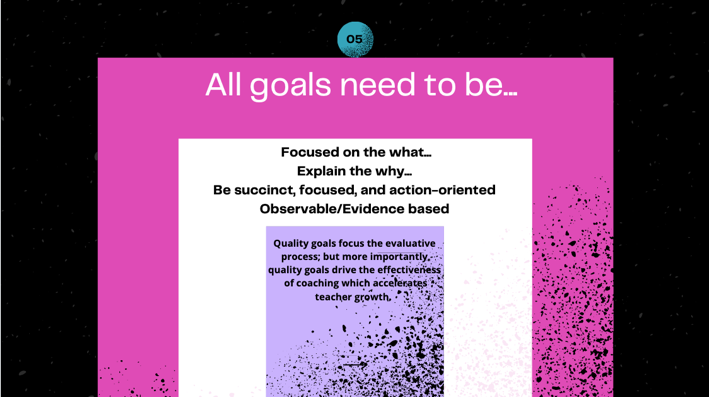 05
All goals need to be...
Focused on the what...
Explain the why...
Be succinct, focused, and action-oriented
Observable/Evidence based
Quality goals focus the evaluative
process; but more importantly,
quality goals drive the effectiveness
of coaching which accelerates
teacher growth.